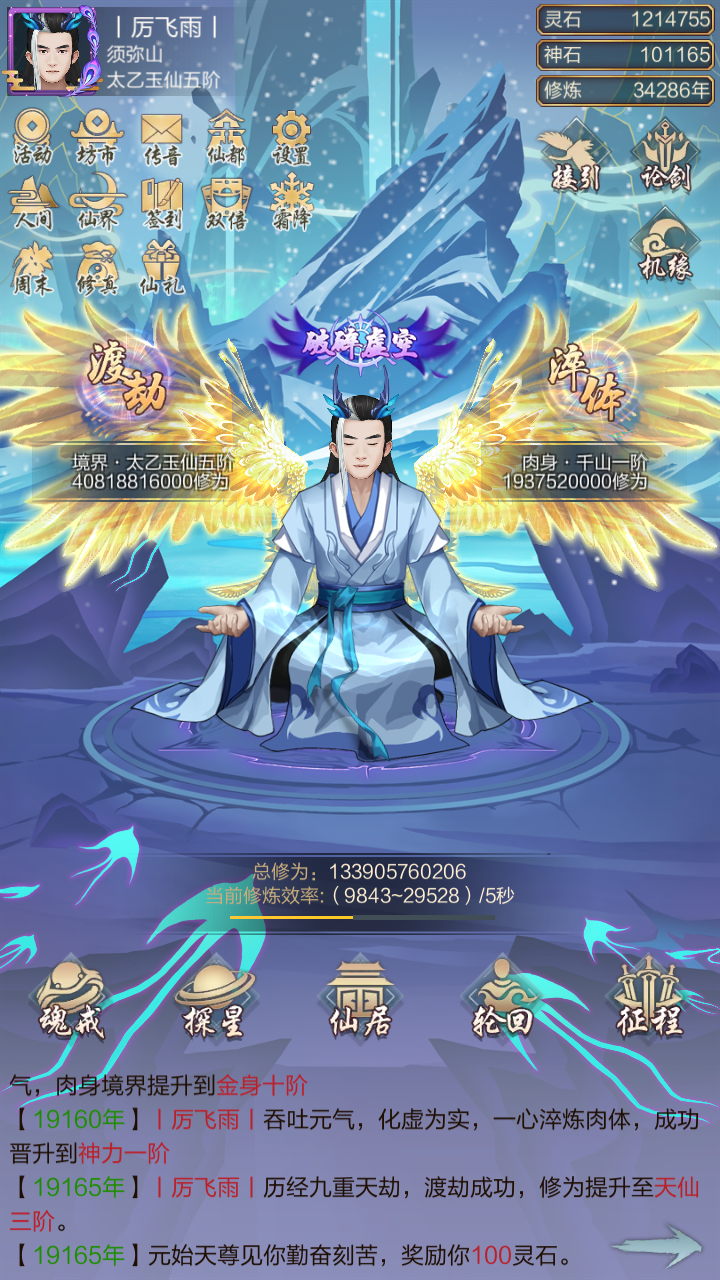 丨厉飞雨丨
须弥山
太乙玉仙五阶
灵石 1214755
神石 101165
修炼 34286年
活动 坊市 传音 仙都 设置
人间 仙界 签到 双倍 霜降
周末 修真 仙礼
接引 论剑
机缘
破碎虚空
渡劫
淬体
境界·太乙玉仙五阶
40818816000修为
肉身·千山一阶
1937520000修为
总修为：133905760206
当前修炼效率:（9843~29528）/5秒
魂戒 探星 仙居 轮回 征程
气，肉身境界提升到金身十阶
【19160年】丨厉飞雨丨吞吐元气，化虚为实，一心淬炼肉体，成功
晋升到神力一阶
【19165年】丨厉飞雨丨历经九重天劫，渡劫成功，修为提升至天仙
三阶。
【19165年】元始天尊见你勤奋刻苦，奖励你100灵石。